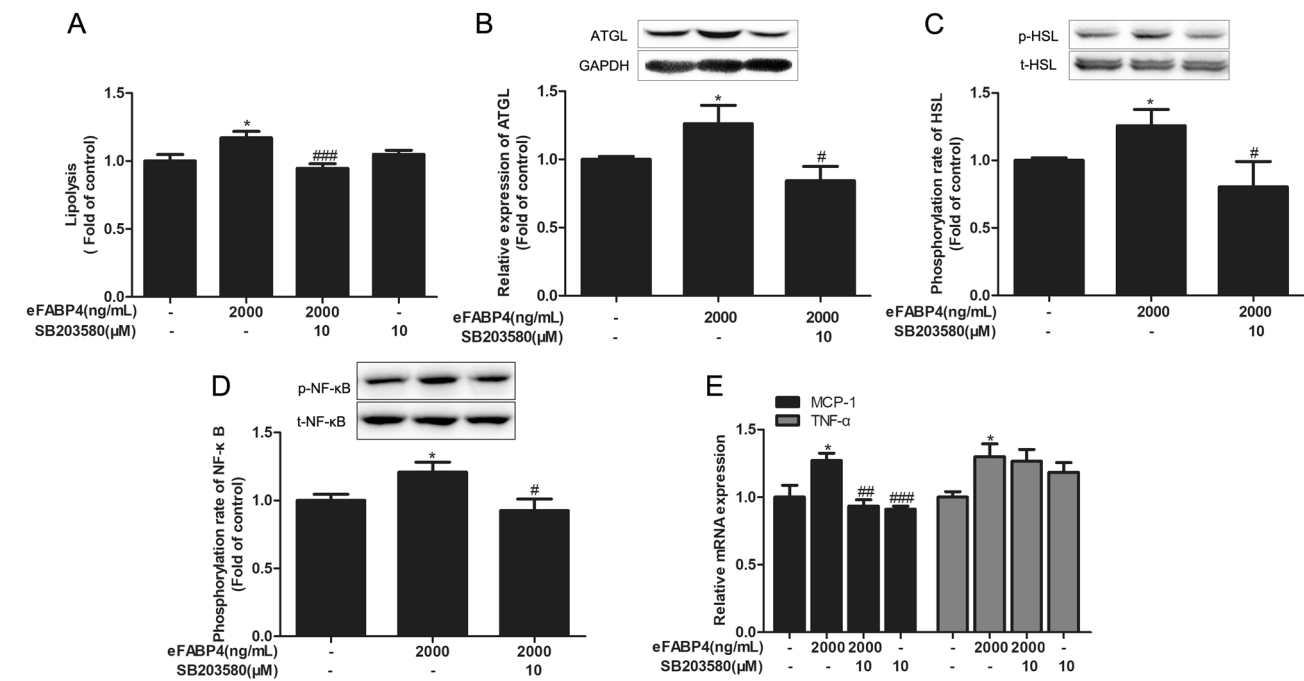 A
Lipolysis
( Fold of control)
1.5
1.0
0.5
0.0
*
###
eFABP4(ng/mL) - 2000 2000 -
SB203580(µM) - - 10 10
B
ATGL
GAPDH
Relative expression of ATGL
(Fold of control)
1.5
1.0
0.5
0.0
*
#
eFABP4(ng/mL) - 2000 2000
SB203580(µM) - - 10
C
p-HSL
t-HSL
Phosphorylation rate of HSL
(Fold of control)
1.5
1.0
0.5
0.0
*
#
eFABP4(ng/mL) - 2000 2000
SB203580(µM) - - 10
D
p-NF-κB
t-NF-κB
Phosphorylation rate of NF-κ B
(Fold of control)
1.5
1.0
0.5
0.0
*
#
eFABP4(ng/mL) - 2000 2000
SB203580(µM) - - 10
E
MCP-1
TNF-α
Relative mRNA expression
1.5
1.0
0.5
0.0
*
##
###
*
eFABP4(ng/mL) - 2000 2000 - - 2000 2000 -
SB203580(µM) - - 10 10 - - 10 10